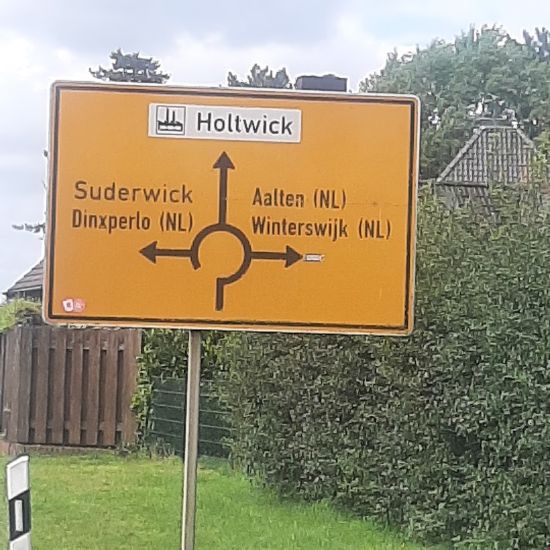 Holtwick
Suderwick
Dinxperlo (NL)
Aalten (NL)
Winterswijk (NL)